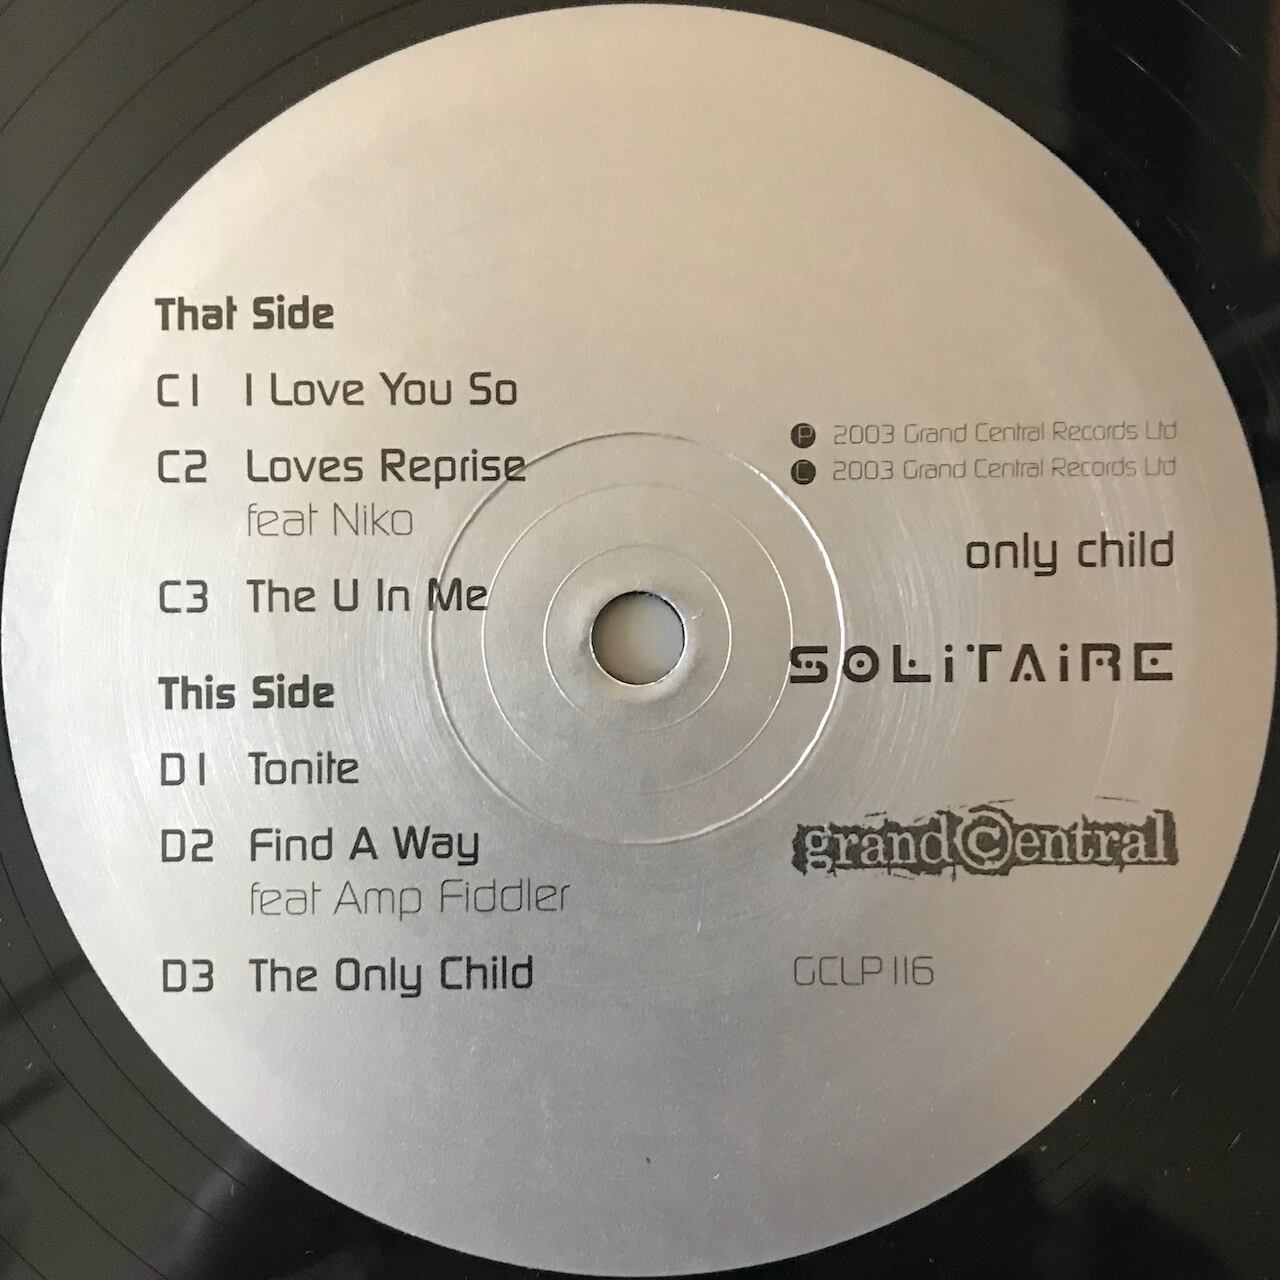 That Side
C1 I Love You So
C2 Loves Reprise
feat Niko
C3 The U In Me
This Side
D1 Tonite
D2 Find A Way
feat Amp Fiddler
D3 The Only Child
Ⓟ 2003 Grand Central Records Ltd
© 2003 Grand Central Records Ltd
only child
SOLiTAiRE
grand©entral
GCLP 116